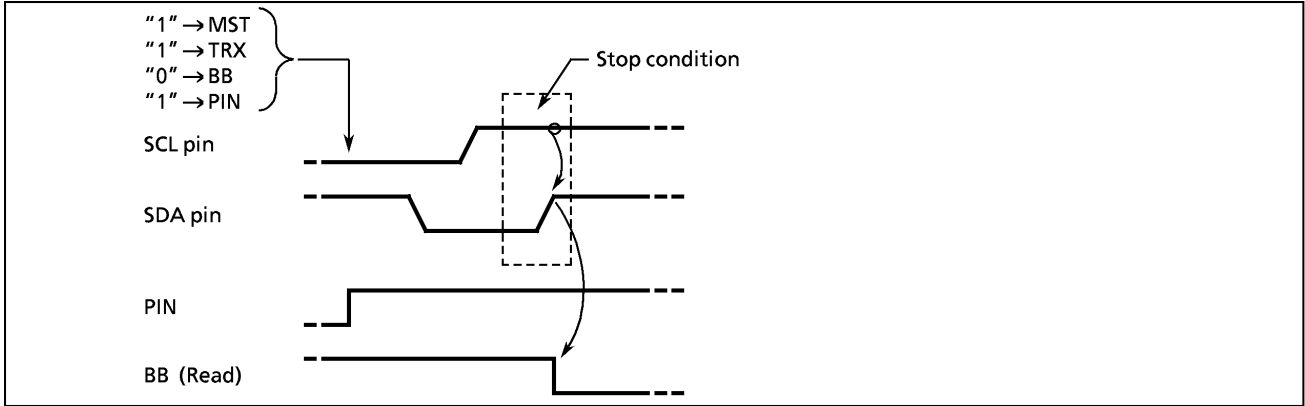 “1” → MST
“1” → TRX
“0” → BB
“1” → PIN
Stop condition
SCL pin
SDA pin
PIN
BB (Read)